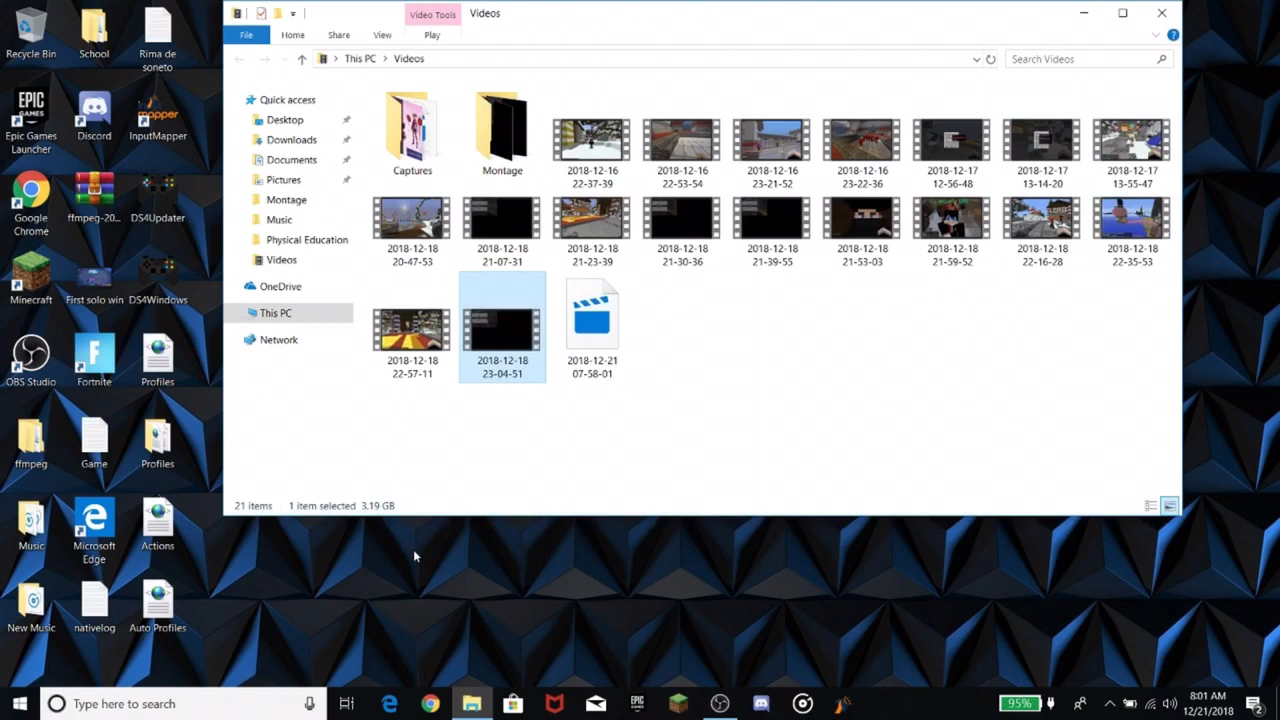 Video Tools
Videos
File
Home
Share
View
Play
This PC
Videos
Search Videos
Quick access
Desktop
Downloads
Documents
Pictures
Montage
Music
Physical Education
Videos
OneDrive
This PC
Network
Captures
Montage
2018-12-16
22-37-39
2018-12-16
22-53-54
2018-12-16
23-21-52
2018-12-16
23-22-36
2018-12-17
12-56-48
2018-12-17
13-14-20
2018-12-17
13-55-47
2018-12-18
20-47-53
2018-12-18
21-07-31
2018-12-18
21-23-39
2018-12-18
21-30-36
2018-12-18
21-39-55
2018-12-18
21-53-03
2018-12-18
21-59-52
2018-12-18
22-16-28
2018-12-18
22-35-53
2018-12-18
22-57-11
2018-12-18
23-04-51
2018-12-21
07-58-01
21 items
1 item selected 3.19 GB
Recycle Bin
School
Rima de
soneto
EPIC
GAMES
Epic Games
Launcher
Discord
mapper
InputMapper
Google
Chrome
ffmpeg-20...
DS4Updater
Minecraft
First solo win
DS4Windows
OBS Studio
Fortnite
Profiles
ffmpeg
Game
Profiles
Music
Microsoft
Edge
Actions
New Music
nativelog
Auto Profiles
Type here to search
EPIC
95%
8:01 AM
12/21/2018
2